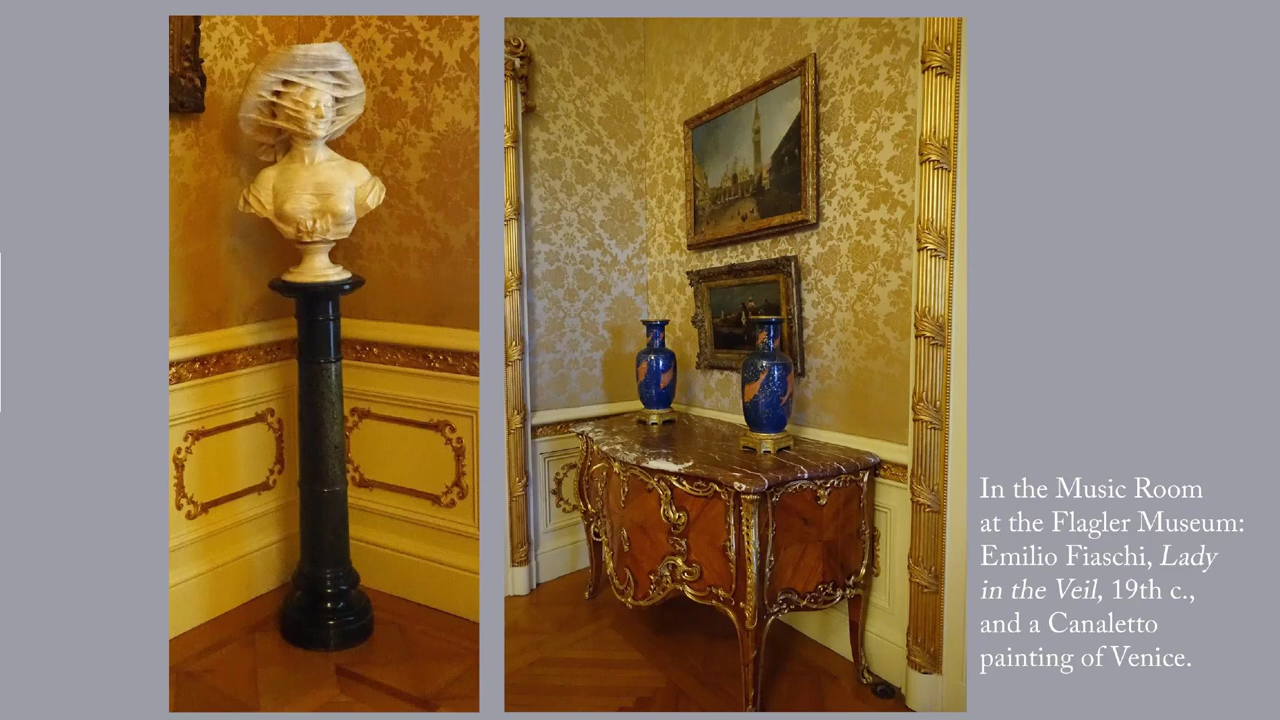 In the Music Room
at the Flagler Museum:
Emilio Fiaschi, Lady
in the Veil, 19th c.,
and a Canaletto
painting of Venice.